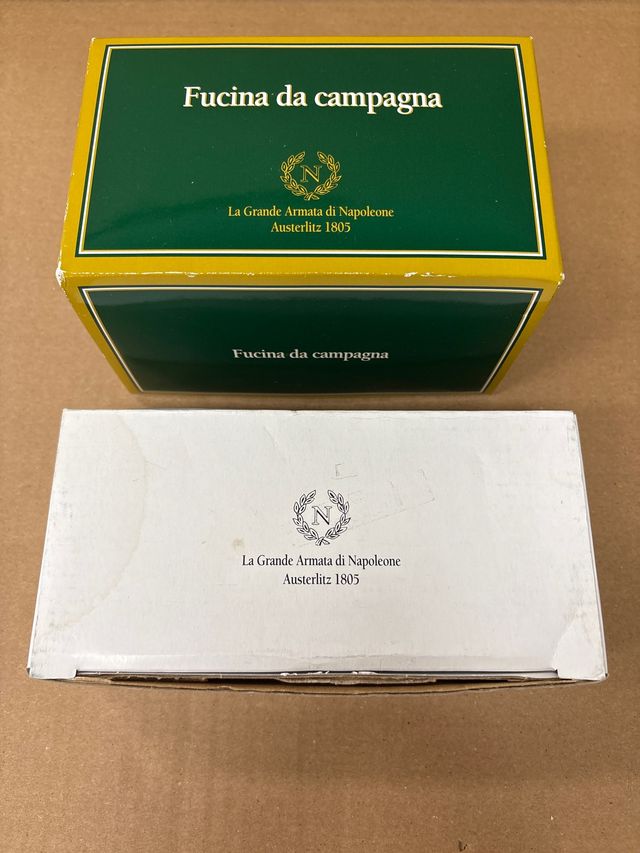 Fucina da campagna
N
La Grande Armata di Napoleone
Austerlitz 1805
Fucina da campagna
N
La Grande Armata di Napoleone
Austerlitz 1805